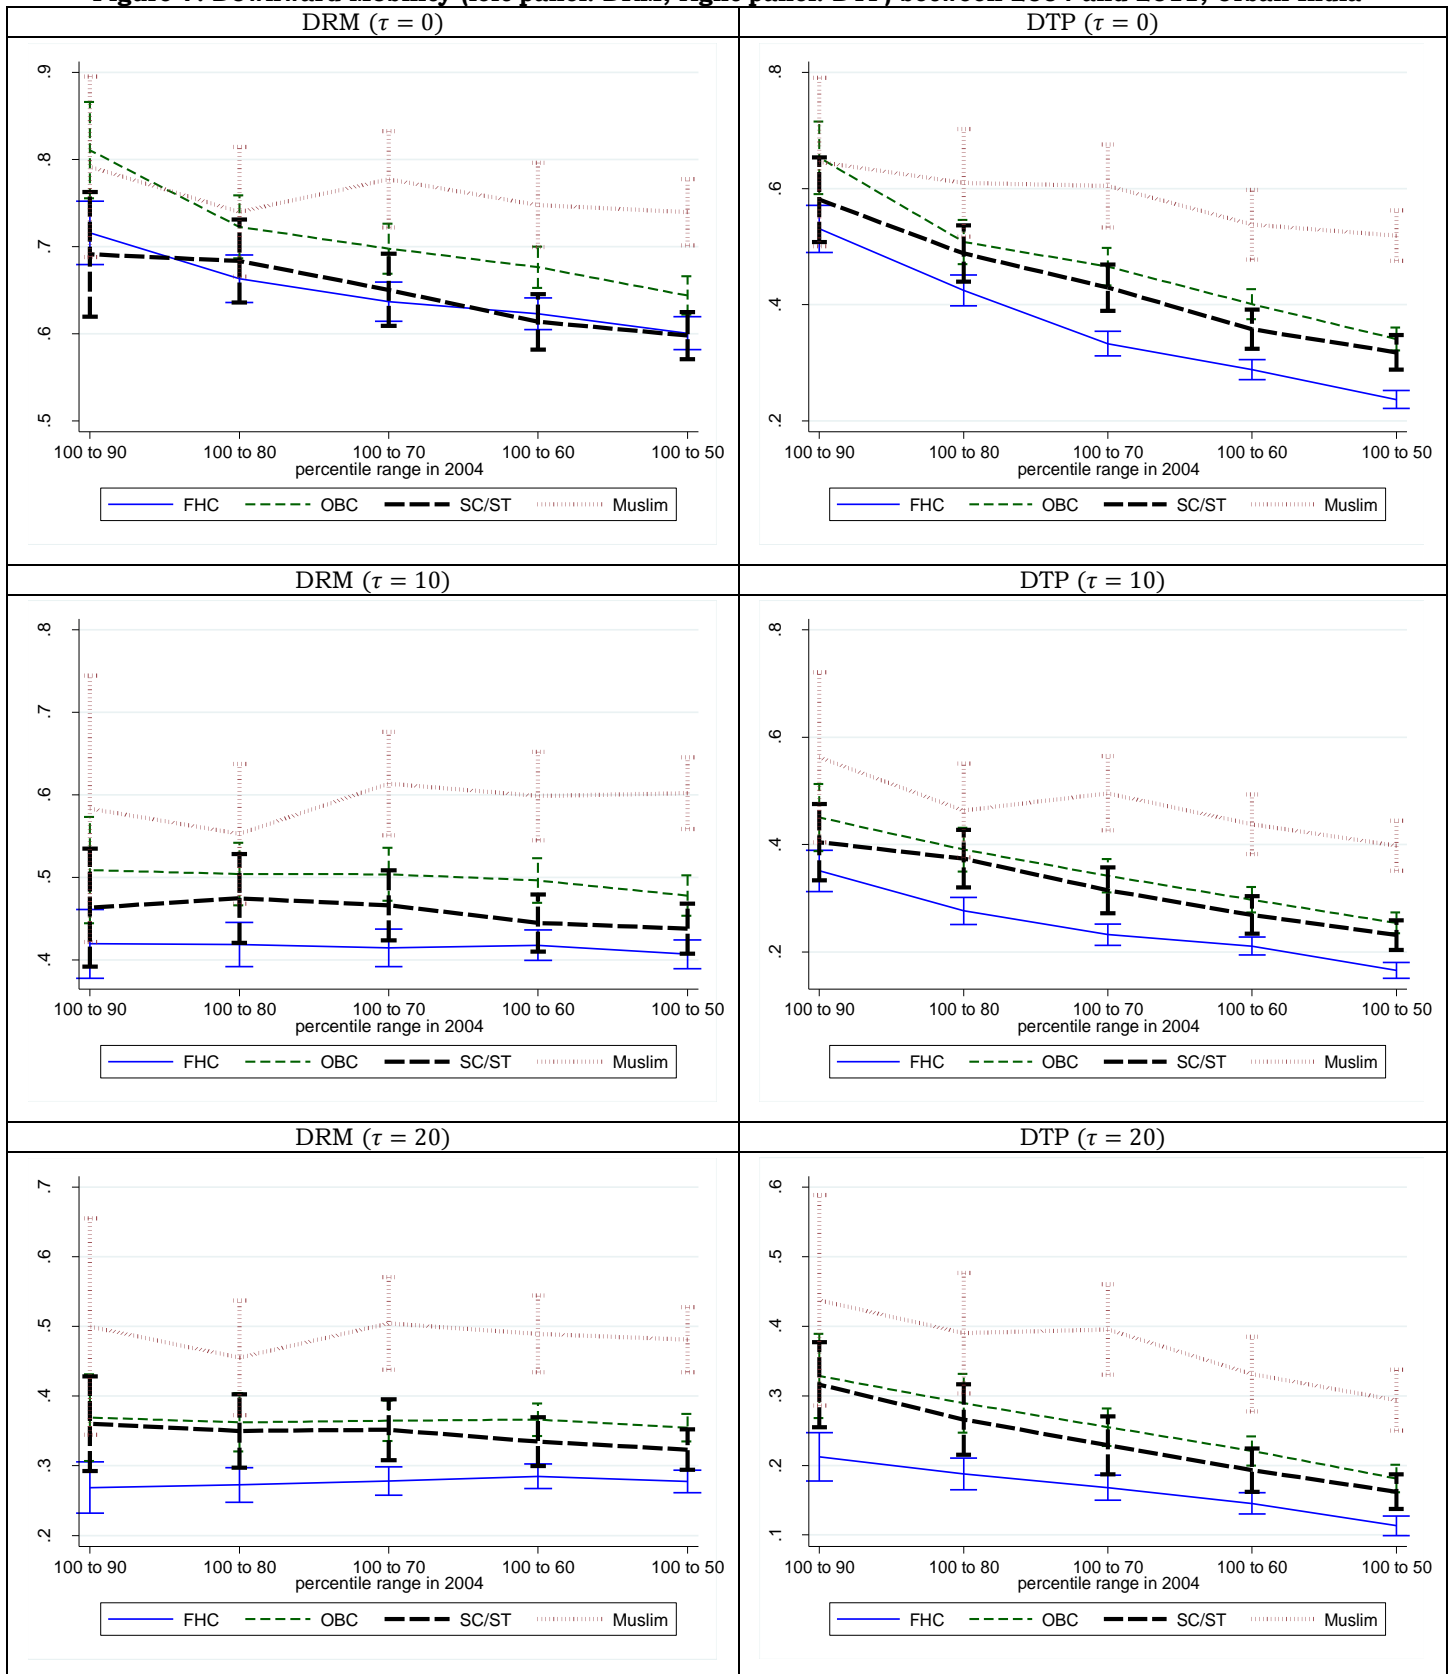 DRM (τ = 0)
DTP (τ = 0)
.9
.8
.7
.6
.5
100 to 90 100 to 80 100 to 70 100 to 60 100 to 50
percentile range in 2004
FHC OBC SC/ST Muslim
.8
.6
.4
.2
100 to 90 100 to 80 100 to 70 100 to 60 100 to 50
percentile range in 2004
FHC OBC SC/ST Muslim
DRM (τ = 10)
DTP (τ = 10)
.8
.7
.6
.5
.4
100 to 90 100 to 80 100 to 70 100 to 60 100 to 50
percentile range in 2004
FHC OBC SC/ST Muslim
.8
.6
.4
.2
100 to 90 100 to 80 100 to 70 100 to 60 100 to 50
percentile range in 2004
FHC OBC SC/ST Muslim
DRM (τ = 20)
DTP (τ = 20)
.7
.6
.5
.4
.3
.2
100 to 90 100 to 80 100 to 70 100 to 60 100 to 50
percentile range in 2004
FHC OBC SC/ST Muslim
.6
.5
.4
.3
.2
.1
100 to 90 100 to 80 100 to 70 100 to 60 100 to 50
percentile range in 2004
FHC OBC SC/ST Muslim